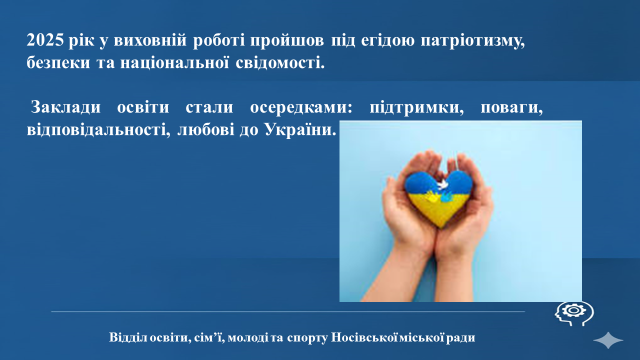 2025 рік у виховній роботі пройшов під егідою патріотизму,
безпеки та національної свідомості.
Заклади освіти стали осередками: підтримки, поваги,
відповідальності, любові до України.
Відділ освіти, сім’ї, молоді та спорту Носівської міської ради